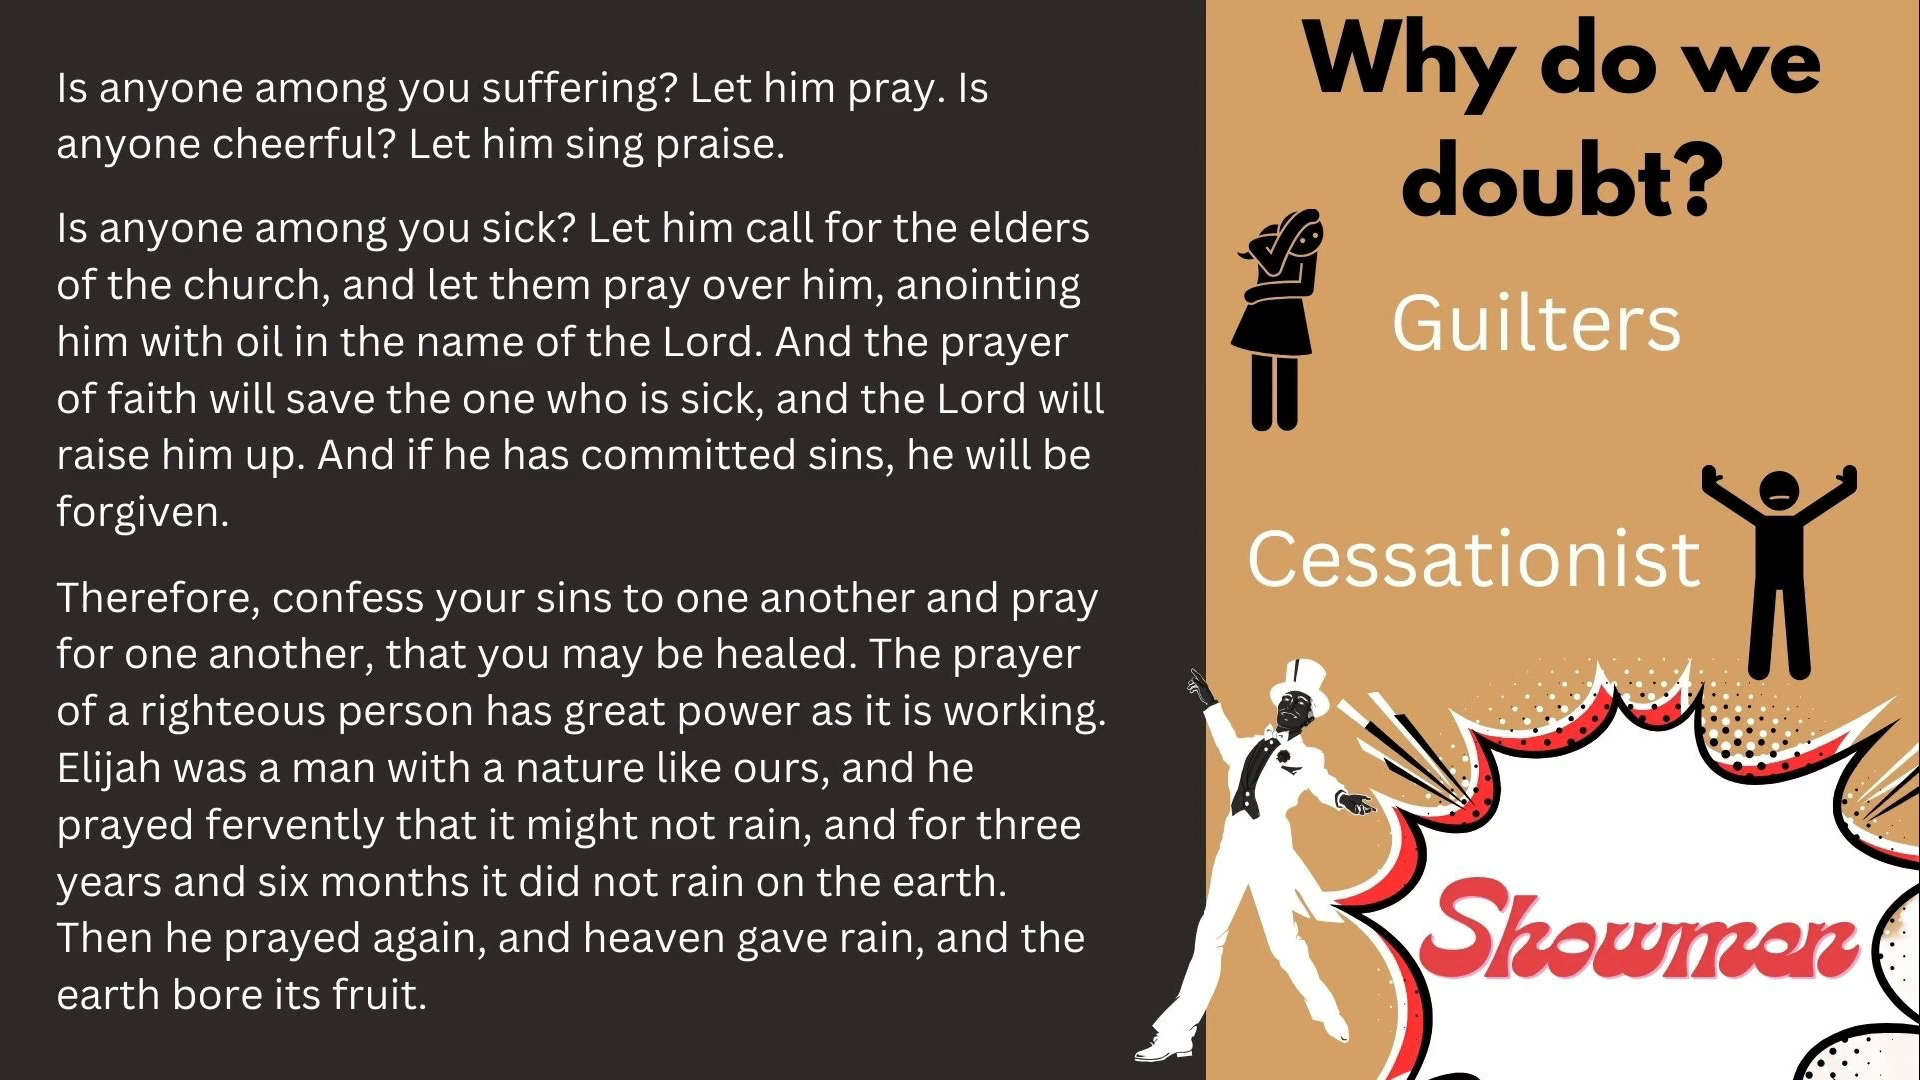 Is anyone among you suffering? Let him pray. Is
anyone cheerful? Let him sing praise.
Is anyone among you sick? Let him call for the elders
of the church, and let them pray over him, anointing
him with oil in the name of the Lord. And the prayer
of faith will save the one who is sick, and the Lord will
raise him up. And if he has committed sins, he will be
forgiven.
Therefore, confess your sins to one another and pray
for one another, that you may be healed. The prayer
of a righteous person has great power as it is working.
Elijah was a man with a nature like ours, and he
prayed fervently that it might not rain, and for three
years and six months it did not rain on the earth.
Then he prayed again, and heaven gave rain, and the
earth bore its fruit.
Why do we
doubt?
Guilters
Cessationist
Showmen